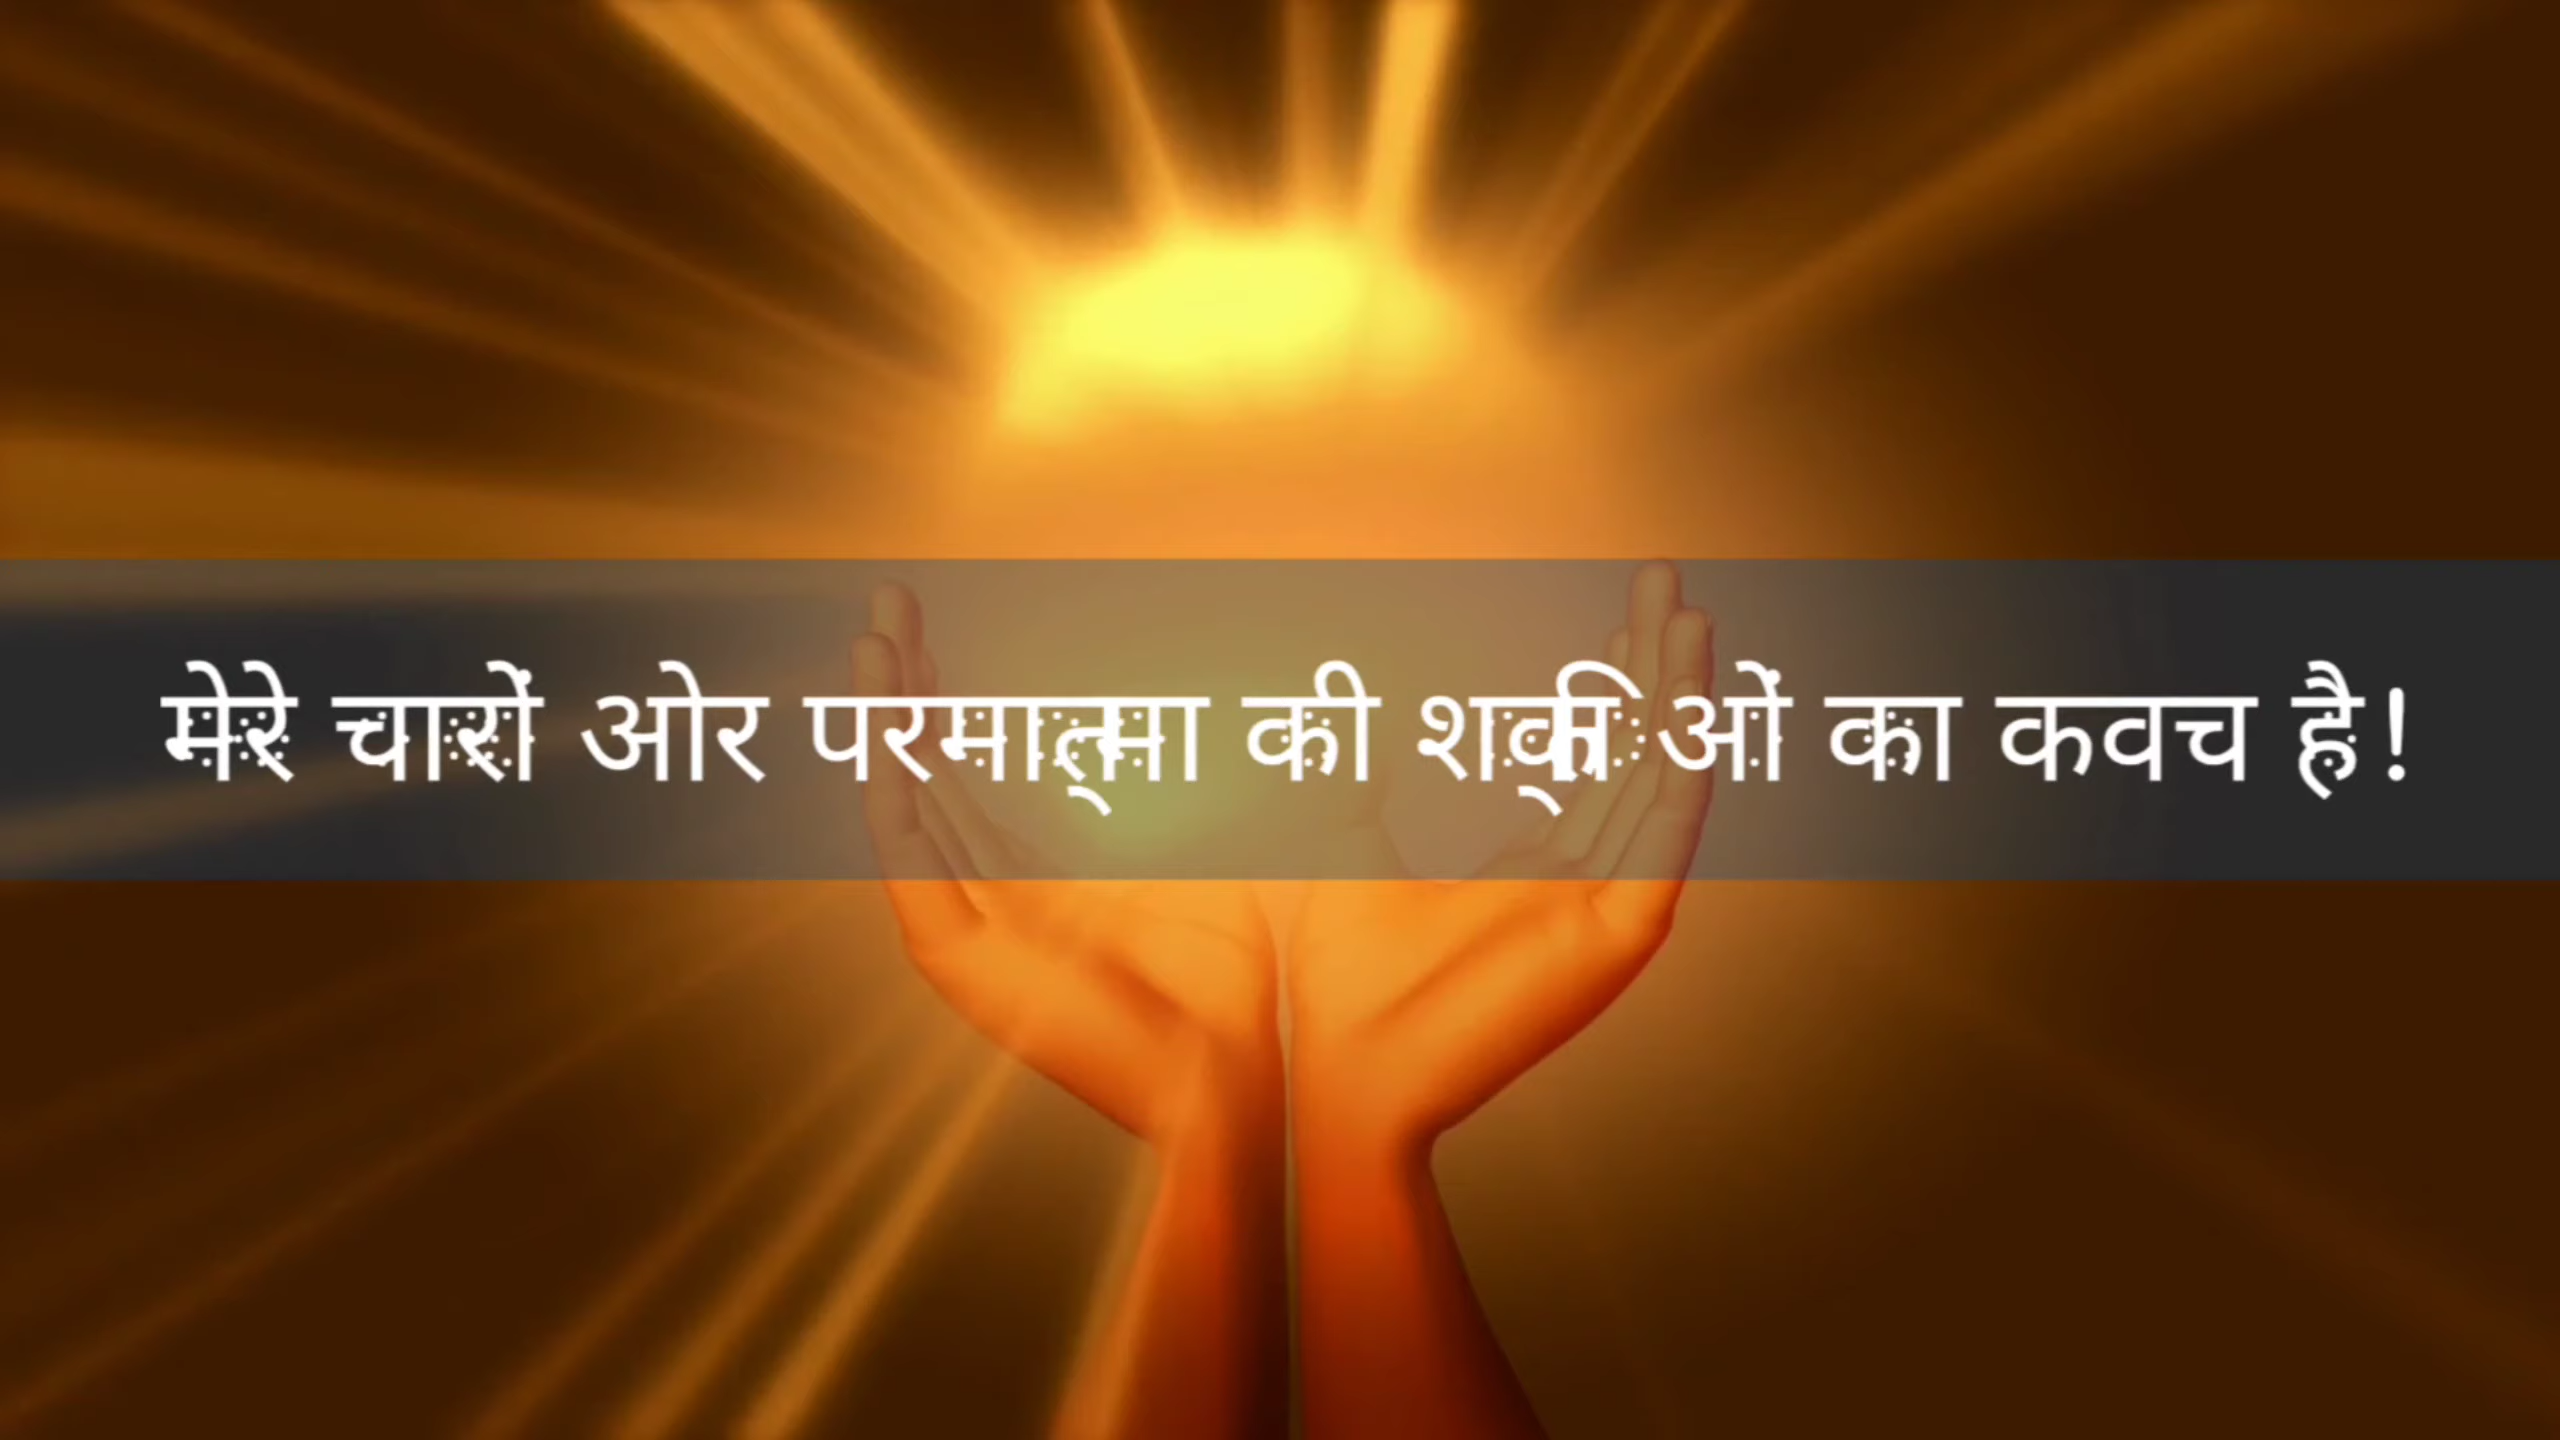 मेरे चारों ओर परमात्मा की शक्तिओं का कवच है!